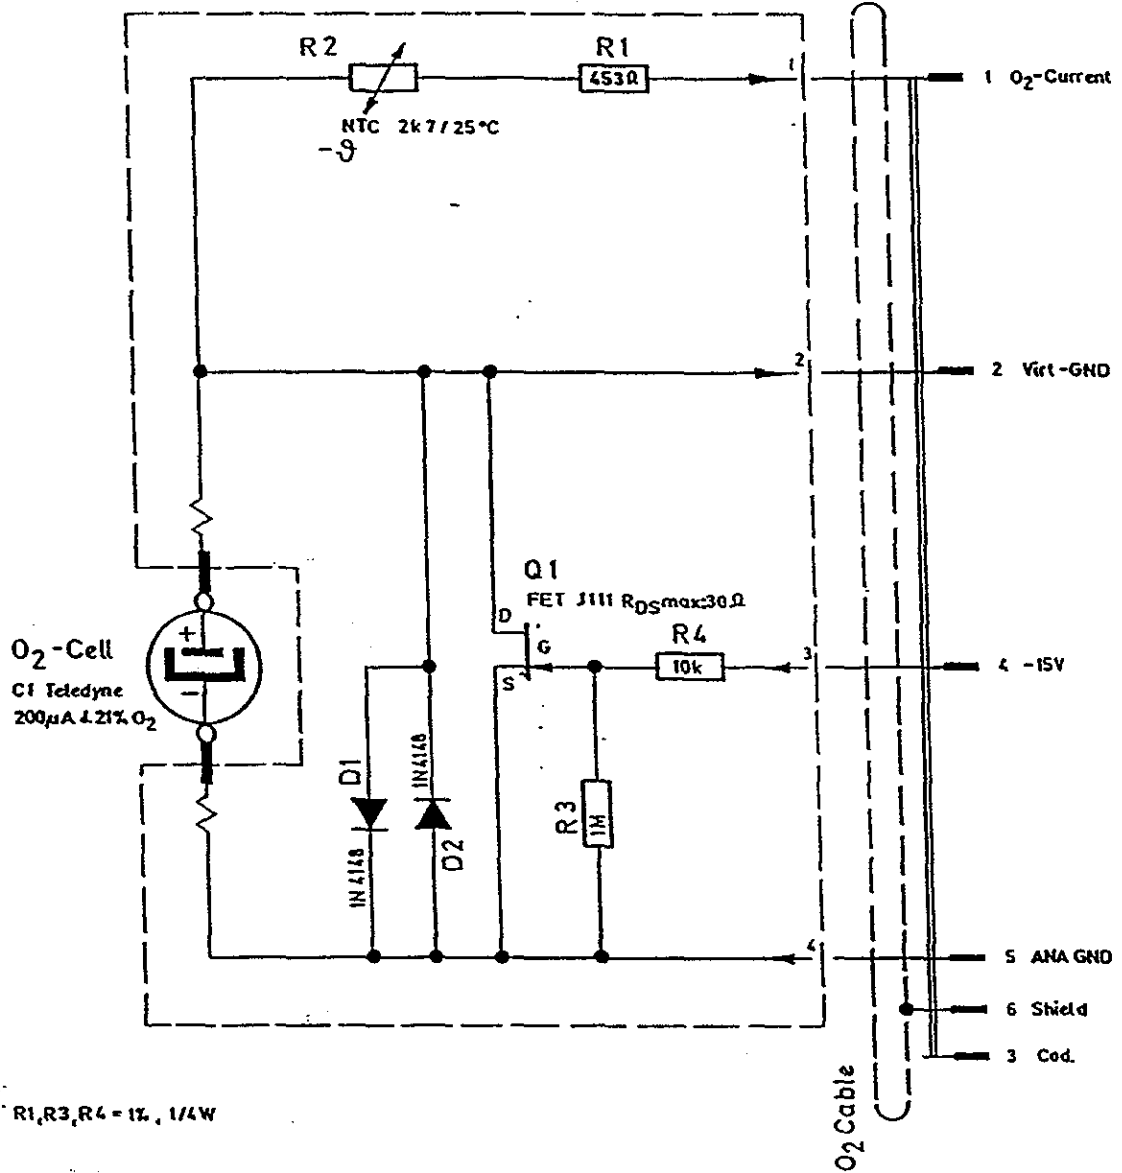 R2
R1
453Ω
1
1 O₂-Current
NTC 2k7/25°C
-ϑ
2
2 Virt-GND
Q1
FET J111 RDSmax:30Ω
D
G
S
R4
10k
3
4 -15V
O₂-Cell
+
-
C1 Teledyne
200µA
21% O₂
D1
1N4148
1N4148
D2
R3
1M
4
5 ANA GND
6 Shield
3 Cod.
O₂ Cable
R1,R3,R4 = 1%, 1/4W